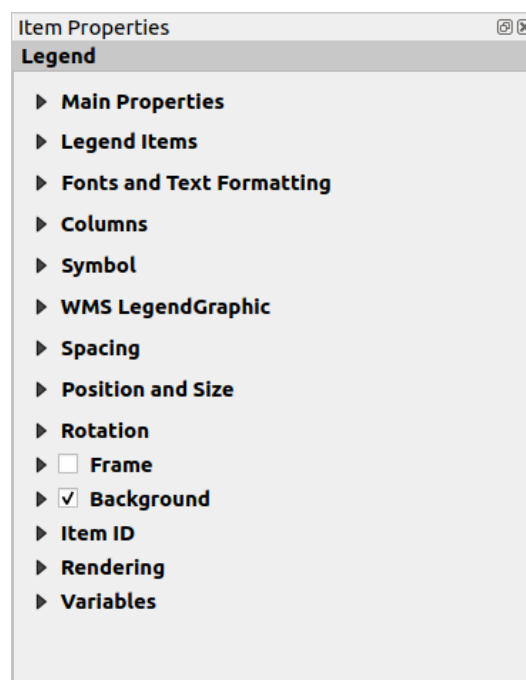 Item Properties
Legend
Main Properties
Legend Items
Fonts and Text Formatting
Columns
Symbol
WMS LegendGraphic
Spacing
Position and Size
Rotation
Frame
Background
Item ID
Rendering
Variables